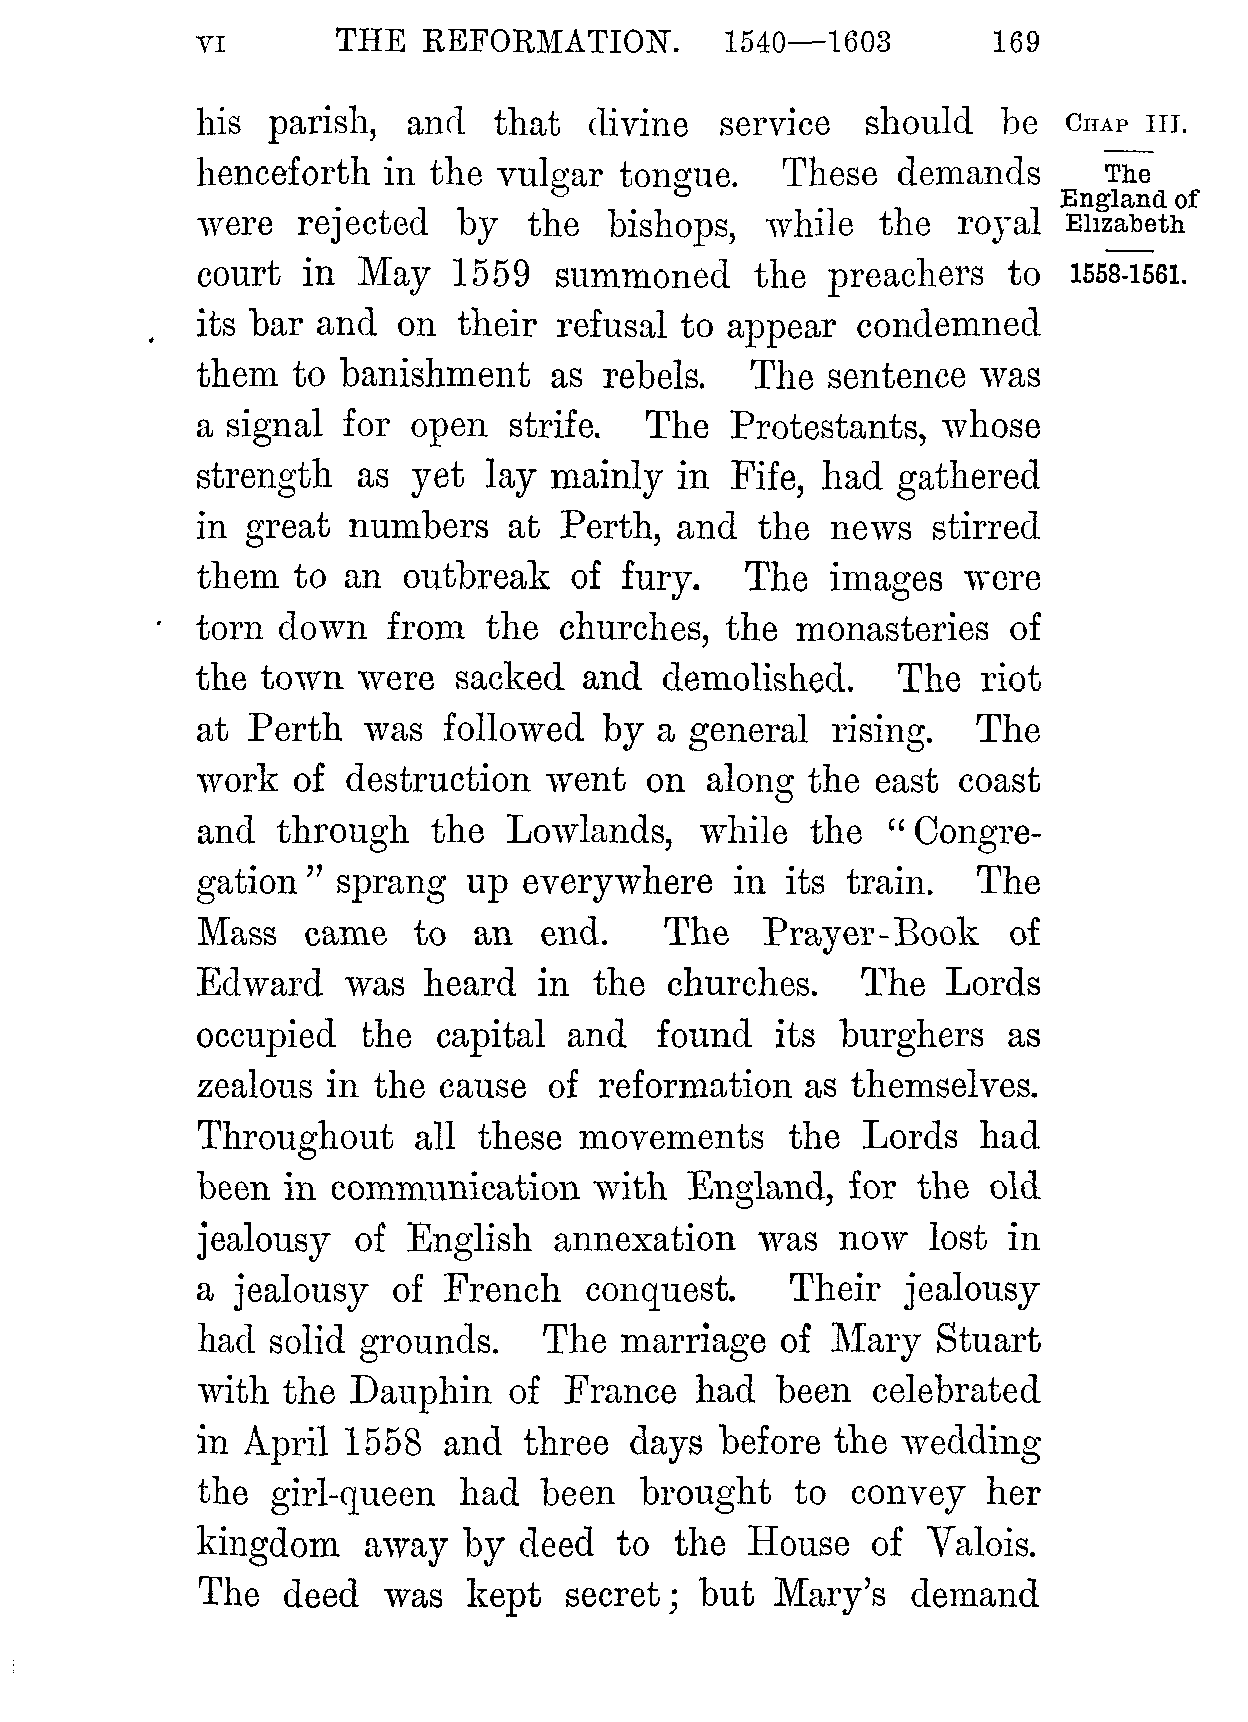 VI THE REFORMATION. 1540—1603 169
his parish, and that divine service should be
henceforth in the vulgar tongue. These demands
were rejected by the bishops, while the royal
court in May 1559 summoned the preachers to
its bar and on their refusal to appear condemned
them to banishment as rebels. The sentence was
a signal for open strife. The Protestants, whose
strength as yet lay mainly in Fife, had gathered
in great numbers at Perth, and the news stirred
them to an outbreak of fury. The images were
torn down from the churches, the monasteries of
the town were sacked and demolished. The riot
at Perth was followed by a general rising. The
work of destruction went on along the east coast
and through the Lowlands, while the “Congre-
gation” sprang up everywhere in its train. The
Mass came to an end. The Prayer-Book of
Edward was heard in the churches. The Lords
occupied the capital and found its burghers as
zealous in the cause of reformation as themselves.
Throughout all these movements the Lords had
been in communication with England, for the old
jealousy of English annexation was now lost in
a jealousy of French conquest. Their jealousy
had solid grounds. The marriage of Mary Stuart
with the Dauphin of France had been celebrated
in April 1558 and three days before the wedding
the girl-queen had been brought to convey her
kingdom away by deed to the House of Valois.
The deed was kept secret; but Mary’s demand
CHAP III.
The
England of
Elizabeth
1558-1561.